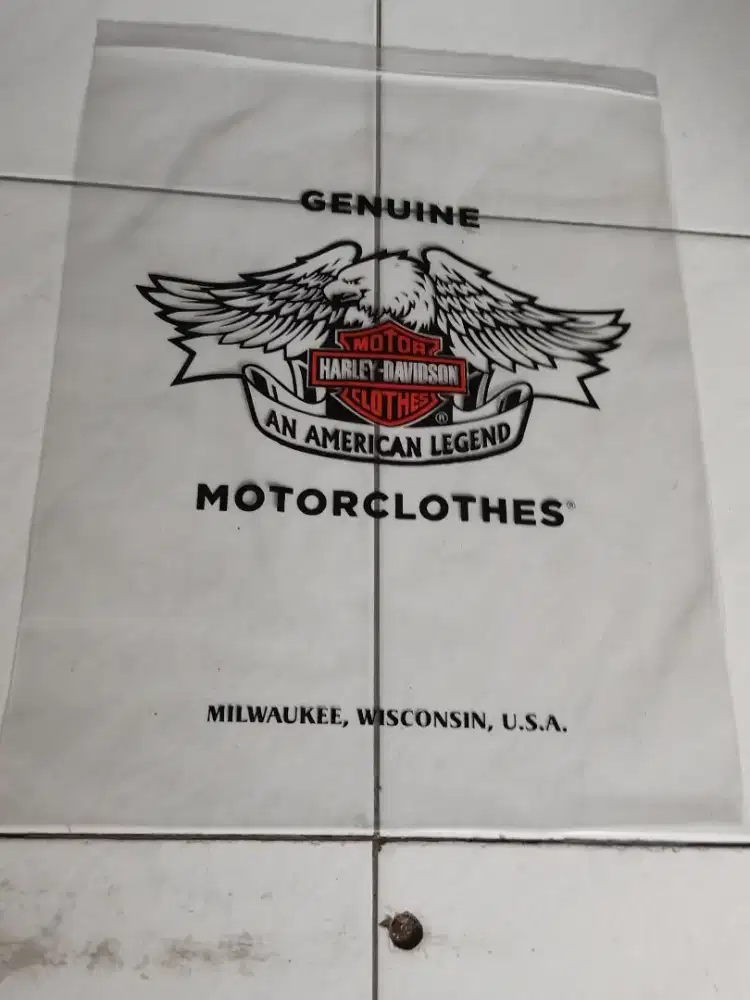 GENUINE
MOTOR
HARLEY-DAVIDSON
CLOTHES
®
AN AMERICAN LEGEND
MOTORCLOTHES®
MILWAUKEE, WISCONSIN, U.S.A.